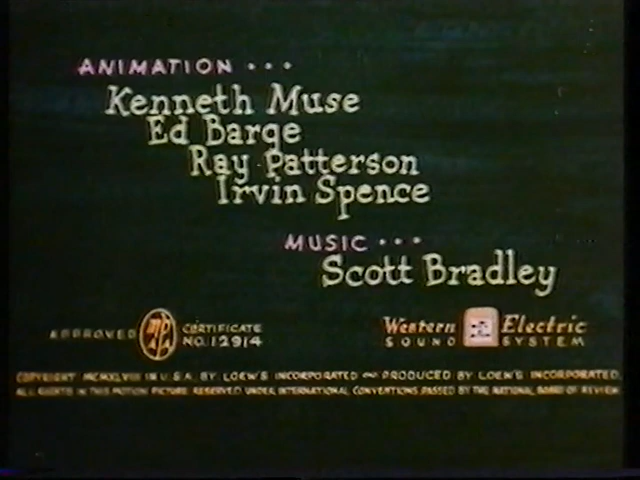 ANIMATION . . .
Kenneth Muse
Ed Barge
Ray Patterson
Irvin Spence
MUSIC . . .
Scott Bradley
APPROVED MPAA CERTIFICATE NO. 12914
Western Electric
SOUND SYSTEM
COPYRIGHT MCMXLVIII IN U.S.A. BY LOEW'S INCORPORATED AND PRODUCED BY LOEW'S INCORPORATED.
ALL RIGHTS IN THIS MOTION PICTURE RESERVED UNDER INTERNATIONAL CONVENTIONS. PASSED BY THE NATIONAL BOARD OF REVIEW